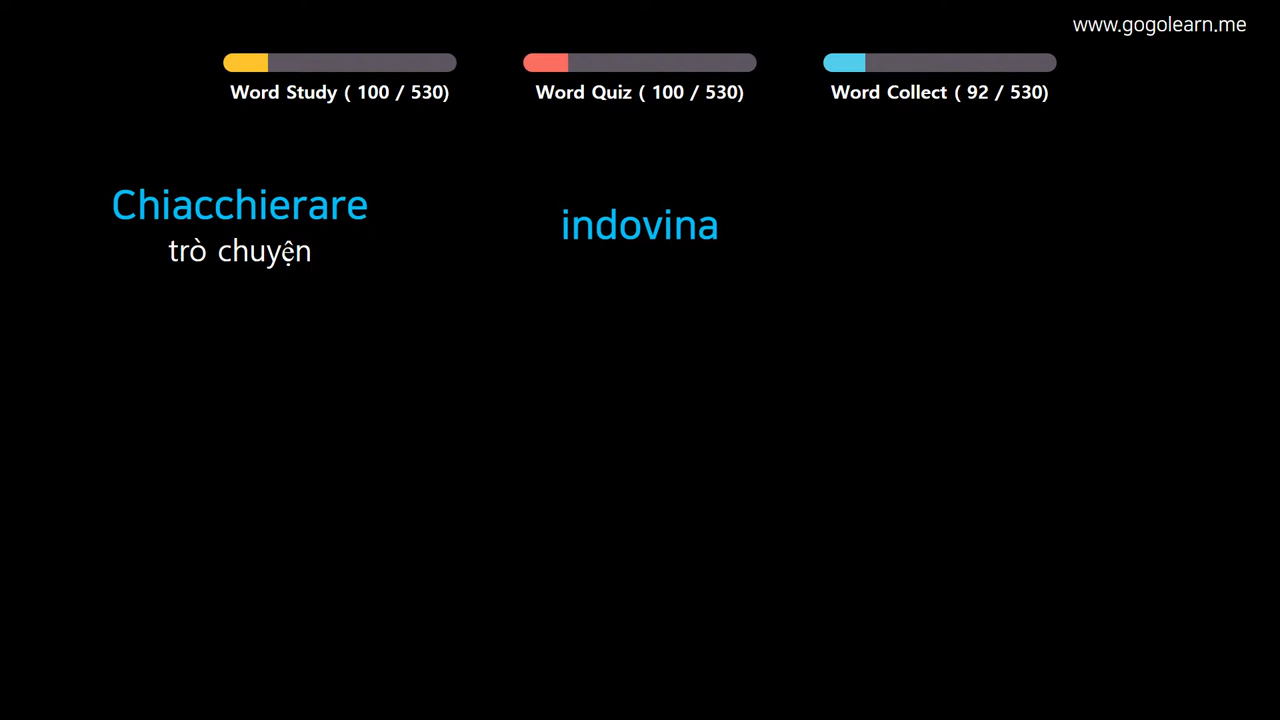 www.gogolearn.me
Word Study ( 100 / 530)
Word Quiz ( 100 / 530)
Word Collect ( 92 / 530)
Chiacchierare
trò chuyện
indovina